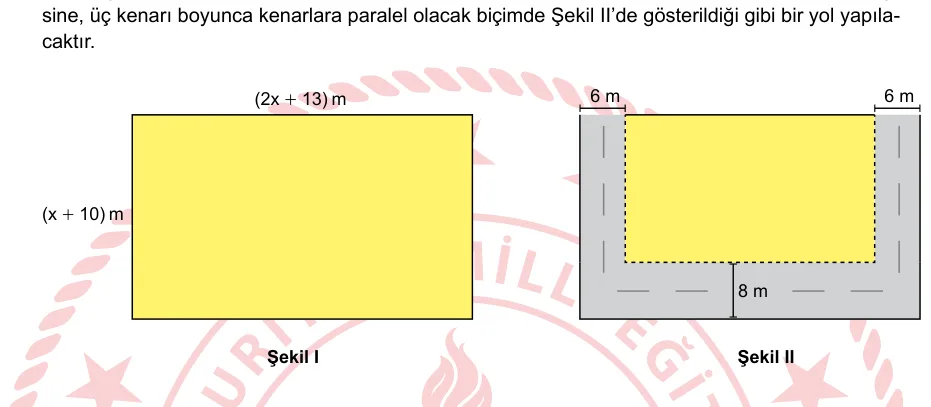 sine, üç kenarı boyunca kenarlara paralel olacak biçimde Şekil II’de gösterildiği gibi bir yol yapıla-
caktır.
(2x + 13) m
6 m
6 m
(x + 10) m
8 m
Şekil I
Şekil II